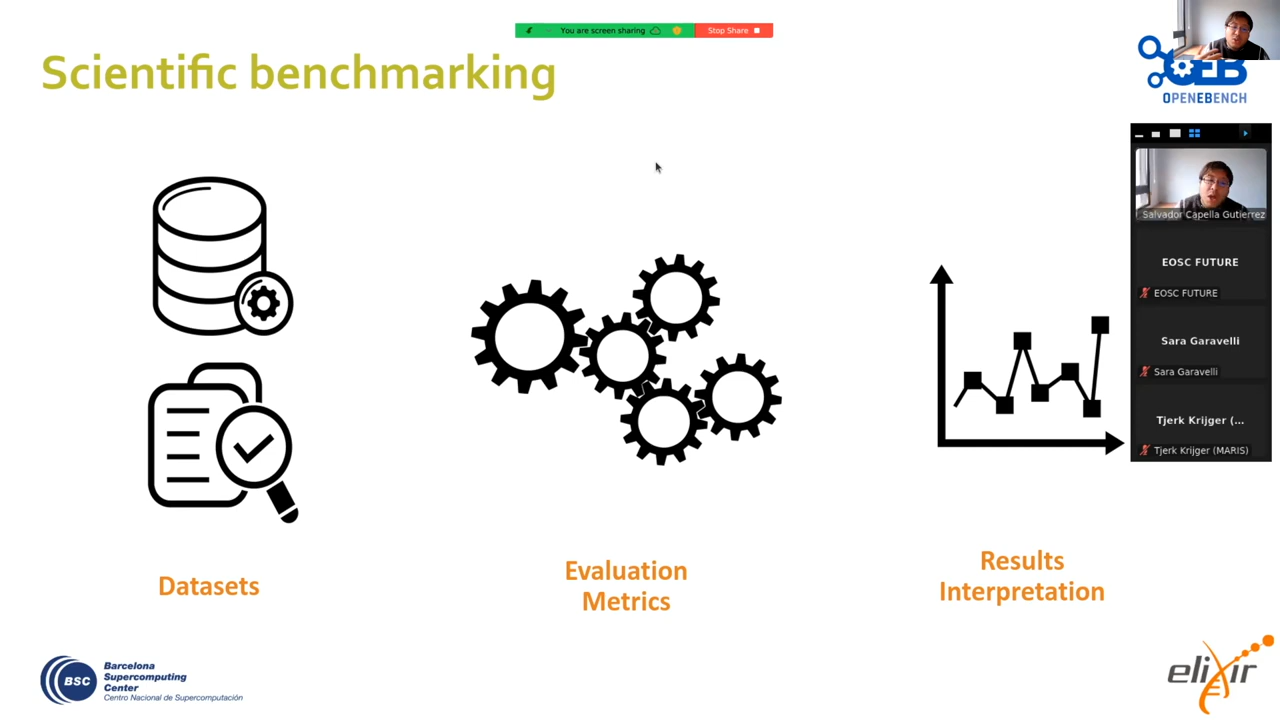 You are screen sharing
Stop Share
Scientific benchmarking
OEB
OPENEBENCH
Salvador Capella Gutierrez
EOSC FUTURE
EOSC FUTURE
Sara Garavelli
Sara Garavelli
Tjerk Krijger (...
Tjerk Krijger (MARIS)
Datasets
Evaluation
Metrics
Results
Interpretation
BSC
Barcelona
Supercomputing
Center
Centro Nacional de Supercomputación
elixir